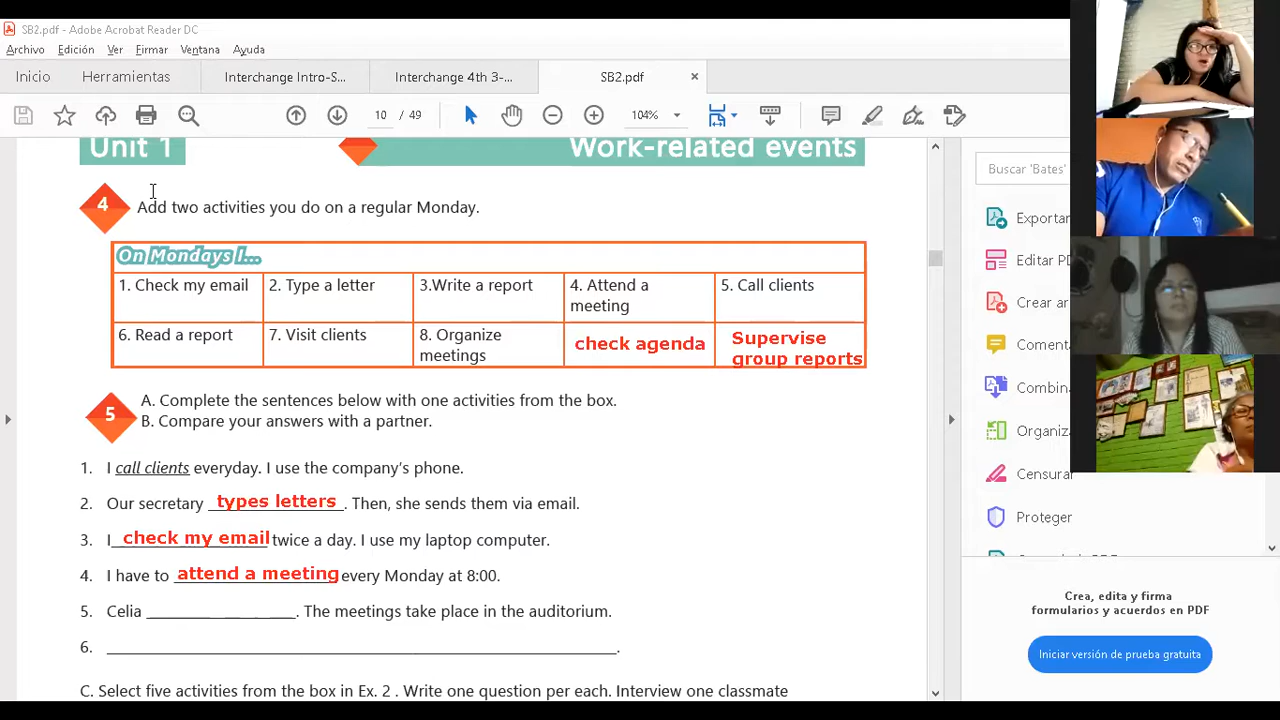 SB2.pdf - Adobe Acrobat Reader DC
Archivo Edición Ver Firmar Ventana Ayuda
Inicio Herramientas Interchange Intro-S... Interchange 4th 3-... SB2.pdf ×
10 / 49 104%
Unit 1 Work-related events
4 Add two activities you do on a regular Monday.
On Mondays I...
1. Check my email 2. Type a letter 3.Write a report 4. Attend a meeting 5. Call clients
6. Read a report 7. Visit clients 8. Organize meetings check agenda Supervise group reports
5 A. Complete the sentences below with one activities from the box.
B. Compare your answers with a partner.
1. I call clients everyday. I use the company's phone.
2. Our secretary types letters. Then, she sends them via email.
3. I check my email twice a day. I use my laptop computer.
4. I have to attend a meeting every Monday at 8:00.
5. Celia ________________. The meetings take place in the auditorium.
6. ________________.
C. Select five activities from the box in Ex. 2 . Write one question per each. Interview one classmate
Buscar 'Bates'
Exportar
Editar PD
Crear ar
Coment
Combin
Organiz
Censurar
Proteger
Crea, edita y firma
formularios y acuerdos en PDF
Iniciar versión de prueba gratuita